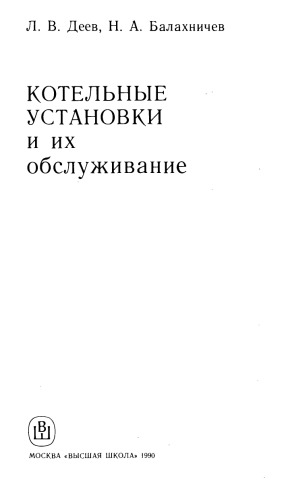 Л. В. Деев, Н. А. Балахничев
КОТЕЛЬНЫЕ
УСТАНОВКИ
и их
обслуживание
ВШ
МОСКВА «ВЫСШАЯ ШКОЛА» 1990